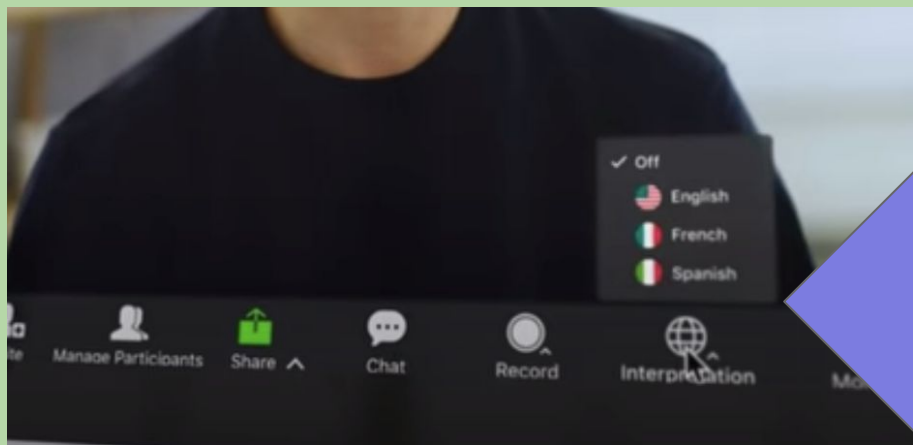 Off
English
French
Spanish
Manage Participants
Share
Chat
Record
Interpretation